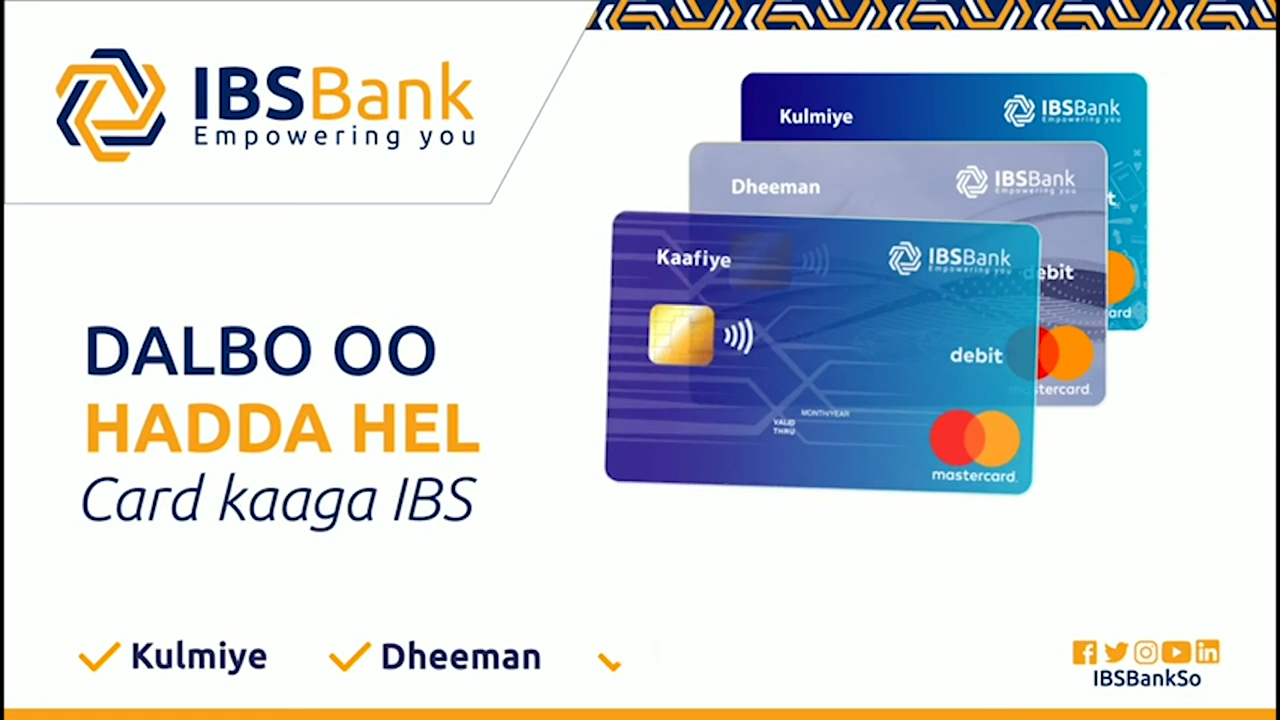 IBSBank
Empowering you
DALBO OO
HADDA HEL
Card kaaga IBS
Kulmiye
IBSBank
Empowering you
Dheeman
IBSBank
Empowering you
debit
mastercard.
Kaafiye
IBSBank
Empowering you
debit
MONTH/YEAR
VALID
THRU
mastercard.
Kulmiye
Dheeman
IBSBankSo